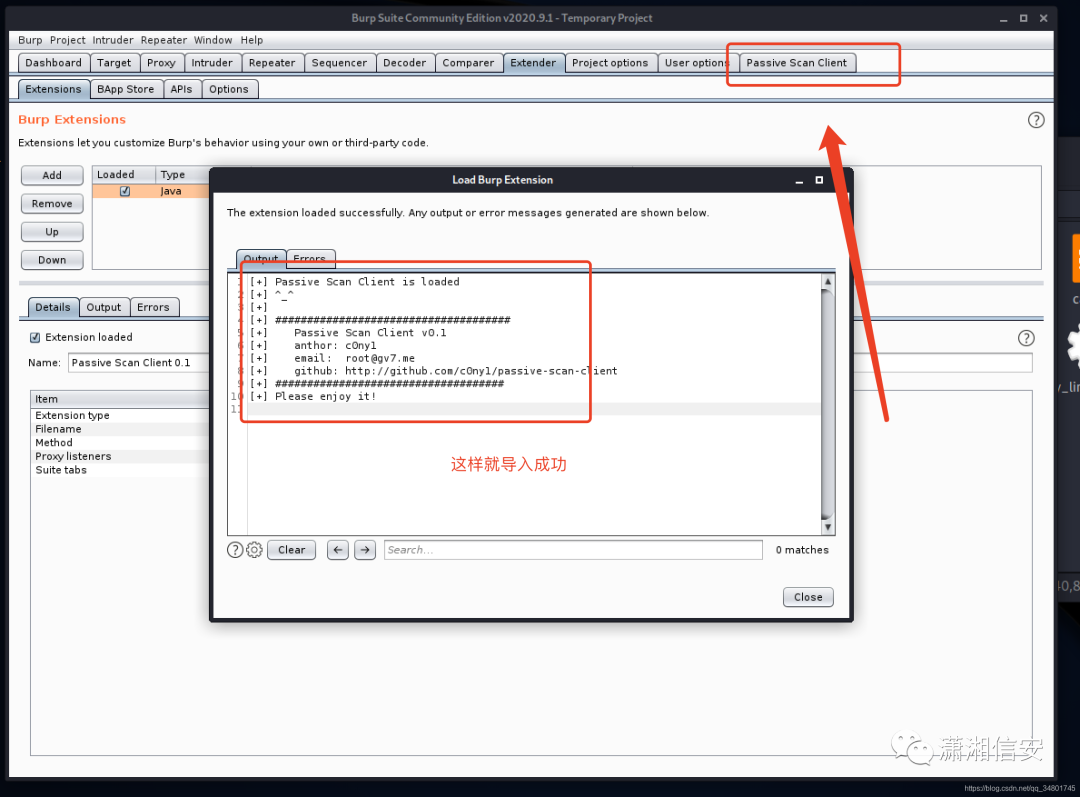 Burp Suite Community Edition v2020.9.1 - Temporary Project
Burp Project Intruder Repeater Window Help
Dashboard Target Proxy Intruder Repeater Sequencer Decoder Comparer Extender Project options User options Passive Scan Client
Extensions BApp Store APIs Options
Burp Extensions
Extensions let you customize Burp's behavior using your own or third-party code.
Add
Remove
Up
Down
Loaded Type
Java
Load Burp Extension
The extension loaded successfully. Any output or error messages generated are shown below.
Output Errors
1 [+] Passive Scan Client is loaded
2 [+] ^_^
3 [+]
4 [+] #####################################
5 [+] Passive Scan Client v0.1
6 [+] anthor: c0ny1
7 [+] email: root@gv7.me
8 [+] github: http://github.com/c0ny1/passive-scan-client
9 [+] ####################################
10 [+] Please enjoy it!
11
这样就导入成功
Clear Search... 0 matches
Close
Details Output Errors
Extension loaded
Name: Passive Scan Client 0.1
Item
Extension type
Filename
Method
Proxy listeners
Suite tabs
潇湘信安
https://blog.csdn.net/qq_34801745